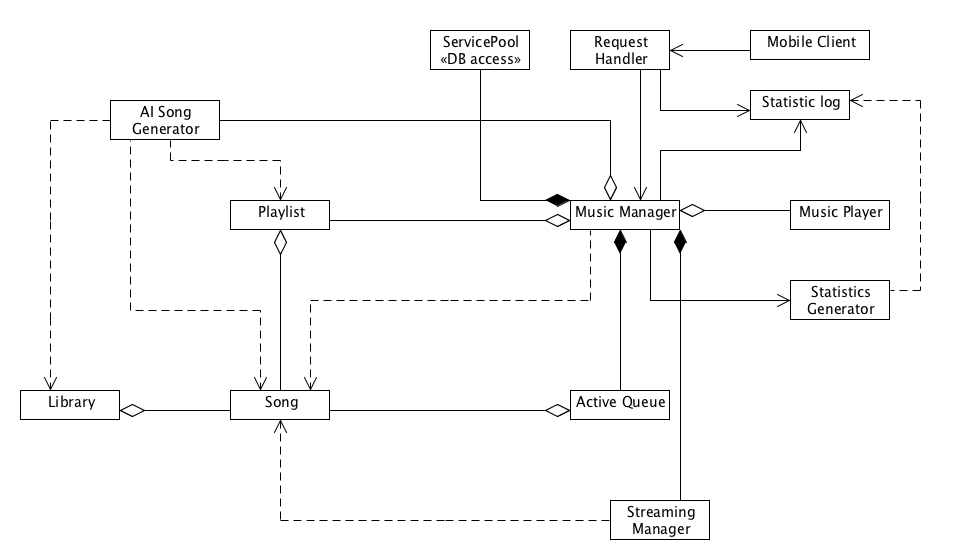 ServicePool
«DB access»
Request
Handler
Mobile Client
Statistic log
AI Song
Generator
Playlist
Music Manager
Music Player
Statistics
Generator
Library
Song
Active Queue
Streaming
Manager